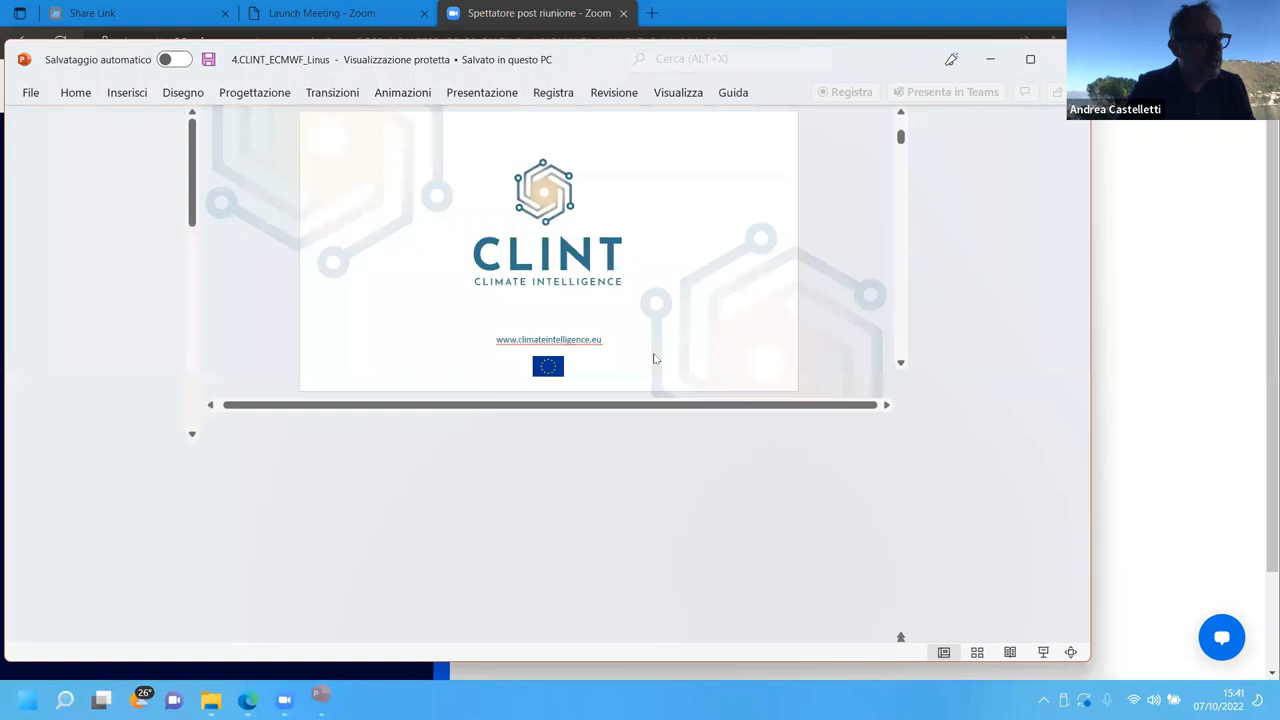 Share Link
Launch Meeting - Zoom
Spettatore post riunione - Zoom
Salvataggio automatico
4.CLINT_ECMWF_Linus - Visualizzazione protetta • Salvato in questo PC
Cerca (ALT+X)
File Home Inserisci Disegno Progettazione Transizioni Animazioni Presentazione Registra Revisione Visualizza Guida
Registra
Presenta in Teams
Andrea Castelletti
CLINT
CLIMATE INTELLIGENCE
www.climateintelligence.eu
26°
15:41
07/10/2022